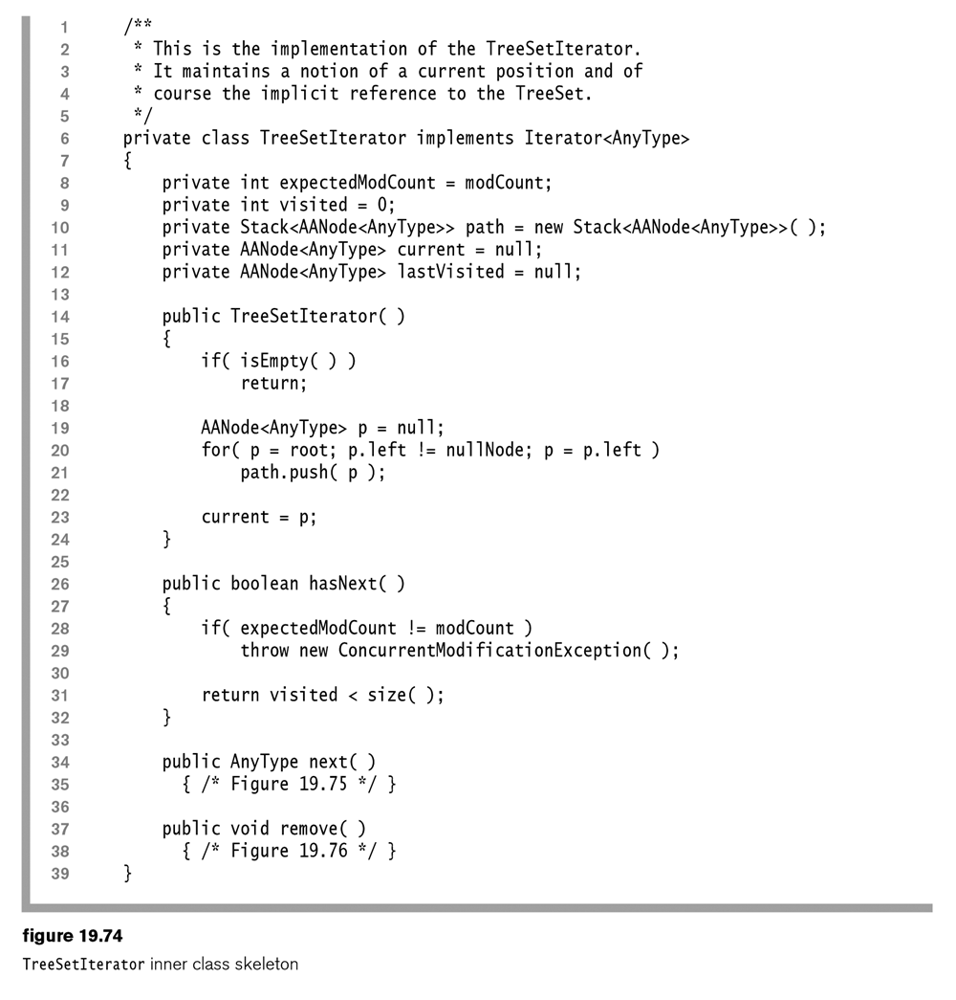 1 /**
2 * This is the implementation of the TreeSetIterator.
3 * It maintains a notion of a current position and of
4 * course the implicit reference to the TreeSet.
5 */
6 private class TreeSetIterator implements Iterator<AnyType>
7 {
8 private int expectedModCount = modCount;
9 private int visited = 0;
10 private Stack<AANode<AnyType>> path = new Stack<AANode<AnyType>>( );
11 private AANode<AnyType> current = null;
12 private AANode<AnyType> lastVisited = null;
13
14 public TreeSetIterator( )
15 {
16 if( isEmpty( ) )
17 return;
18
19 AANode<AnyType> p = null;
20 for( p = root; p.left != nullNode; p = p.left )
21 path.push( p );
22
23 current = p;
24 }
25
26 public boolean hasNext( )
27 {
28 if( expectedModCount != modCount )
29 throw new ConcurrentModificationException( );
30
31 return visited < size( );
32 }
33
34 public AnyType next( )
35 { /* Figure 19.75 */ }
36
37 public void remove( )
38 { /* Figure 19.76 */ }
39 }
figure 19.74
TreeSetIterator inner class skeleton